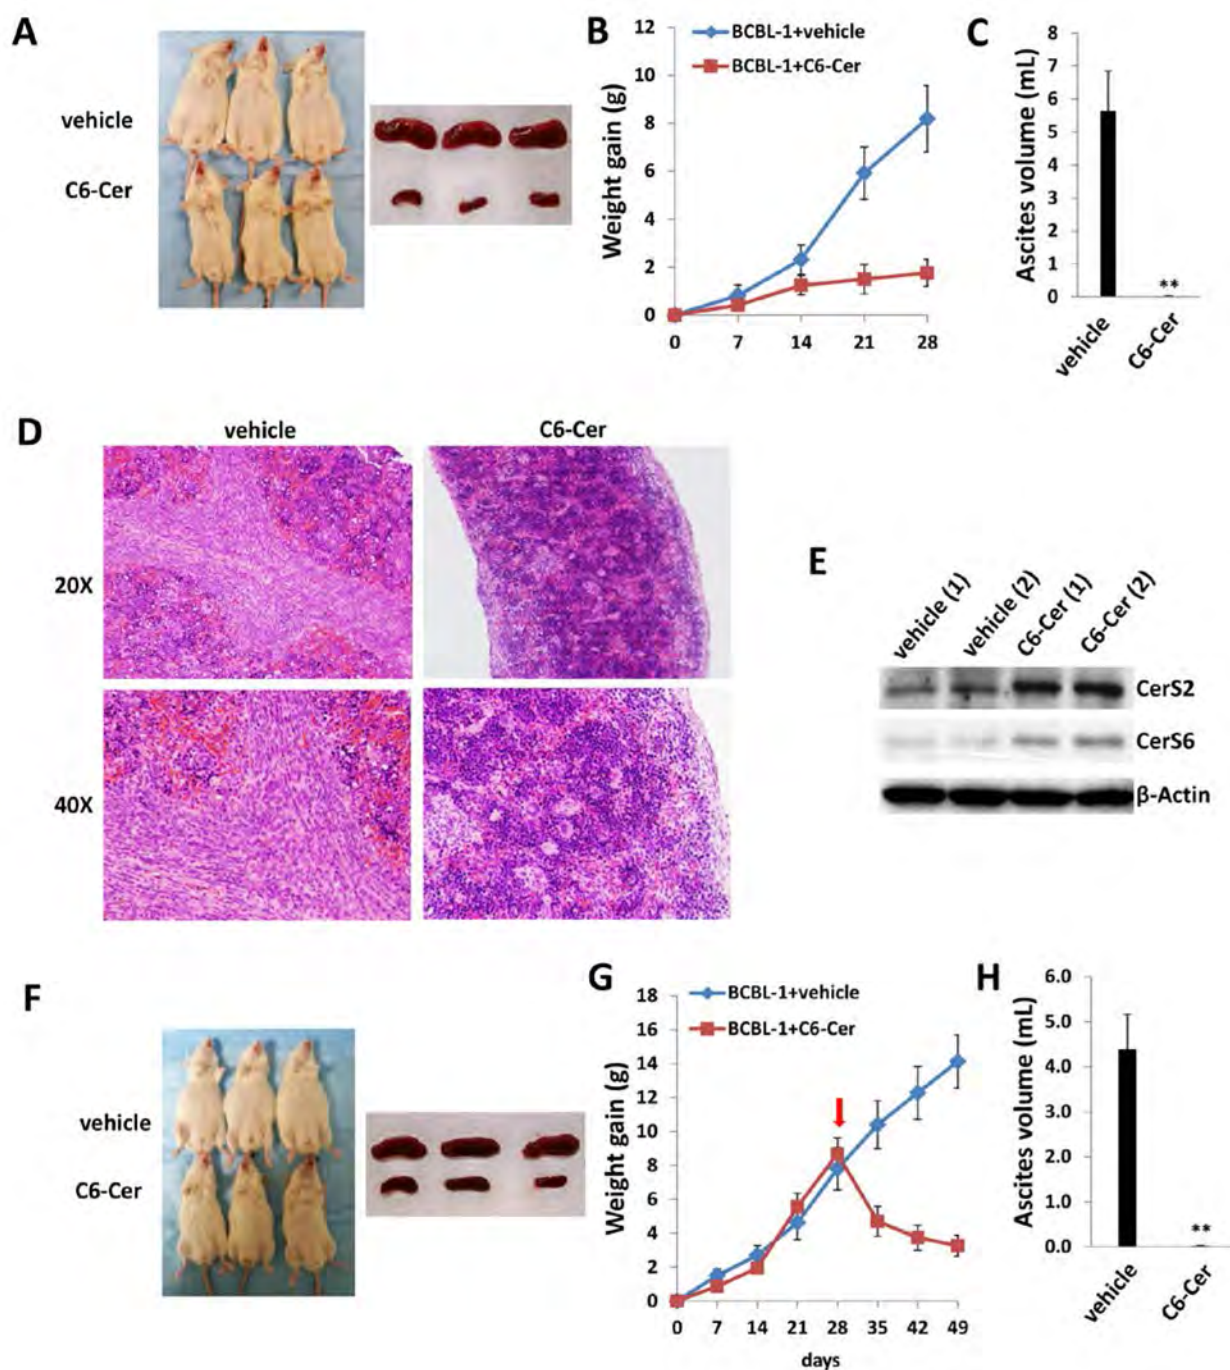 A
vehicle
C6-Cer
B
BCBL-1+vehicle
BCBL-1+C6-Cer
Weight gain (g)
12
10
8
6
4
2
0
0 7 14 21 28
C
Ascites volume (mL)
8
7
6
5
4
3
2
1
0
**
vehicle
C6-Cer
D
vehicle C6-Cer
20X
40X
E
vehicle (1)
vehicle (2)
C6-Cer (1)
C6-Cer (2)
CerS2
CerS6
β-Actin
F
vehicle
C6-Cer
G
BCBL-1+vehicle
BCBL-1+C6-Cer
Weight gain (g)
18
16
14
12
10
8
6
4
2
0
0 7 14 21 28 35 42 49
days
H
Ascites volume (mL)
6.0
5.0
4.0
3.0
2.0
1.0
0.0
**
vehicle
C6-Cer